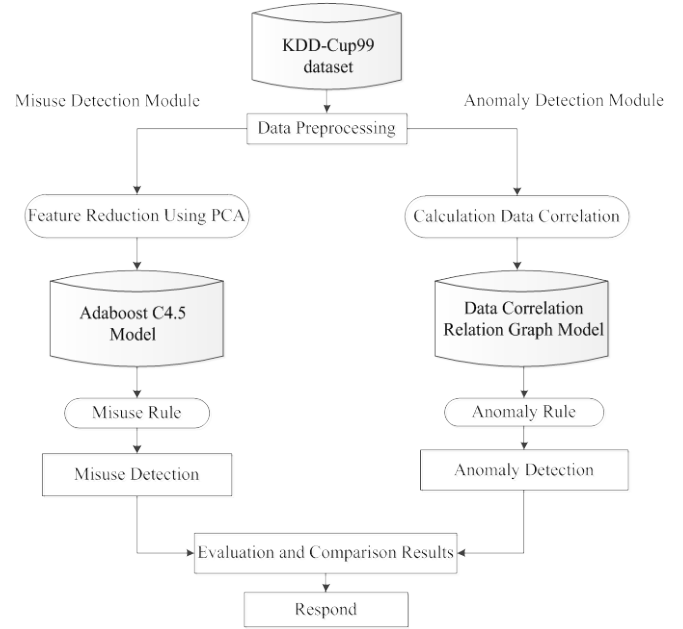 KDD-Cup99
dataset
Misuse Detection Module
Anomaly Detection Module
Data Preprocessing
Feature Reduction Using PCA
Calculation Data Correlation
Adaboost C4.5
Model
Data Correlation
Relation Graph Model
Misuse Rule
Anomaly Rule
Misuse Detection
Anomaly Detection
Evaluation and Comparison Results
Respond